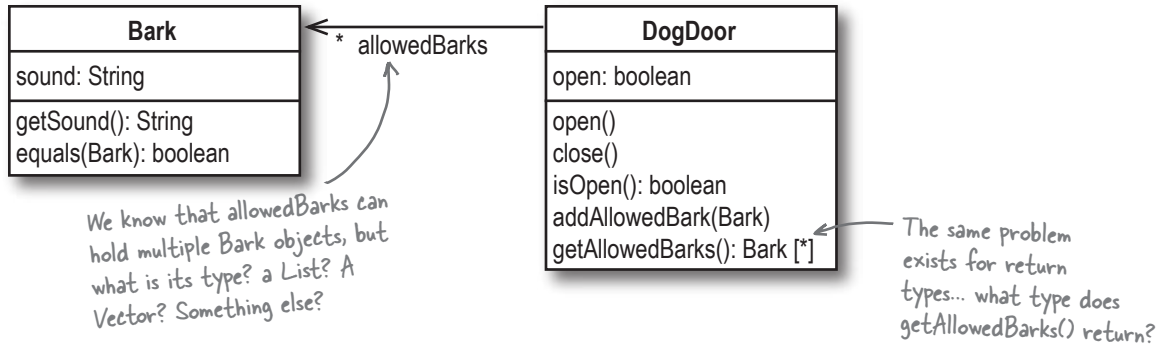 Bark
sound: String
getSound(): String
equals(Bark): boolean
* allowedBarks
DogDoor
open: boolean
open()
close()
isOpen(): boolean
addAllowedBark(Bark)
getAllowedBarks(): Bark [*]
We know that allowedBarks can
hold multiple Bark objects, but
what is its type? a List? A
Vector? Something else?
The same problem
exists for return
types... what type does
getAllowedBarks() return?